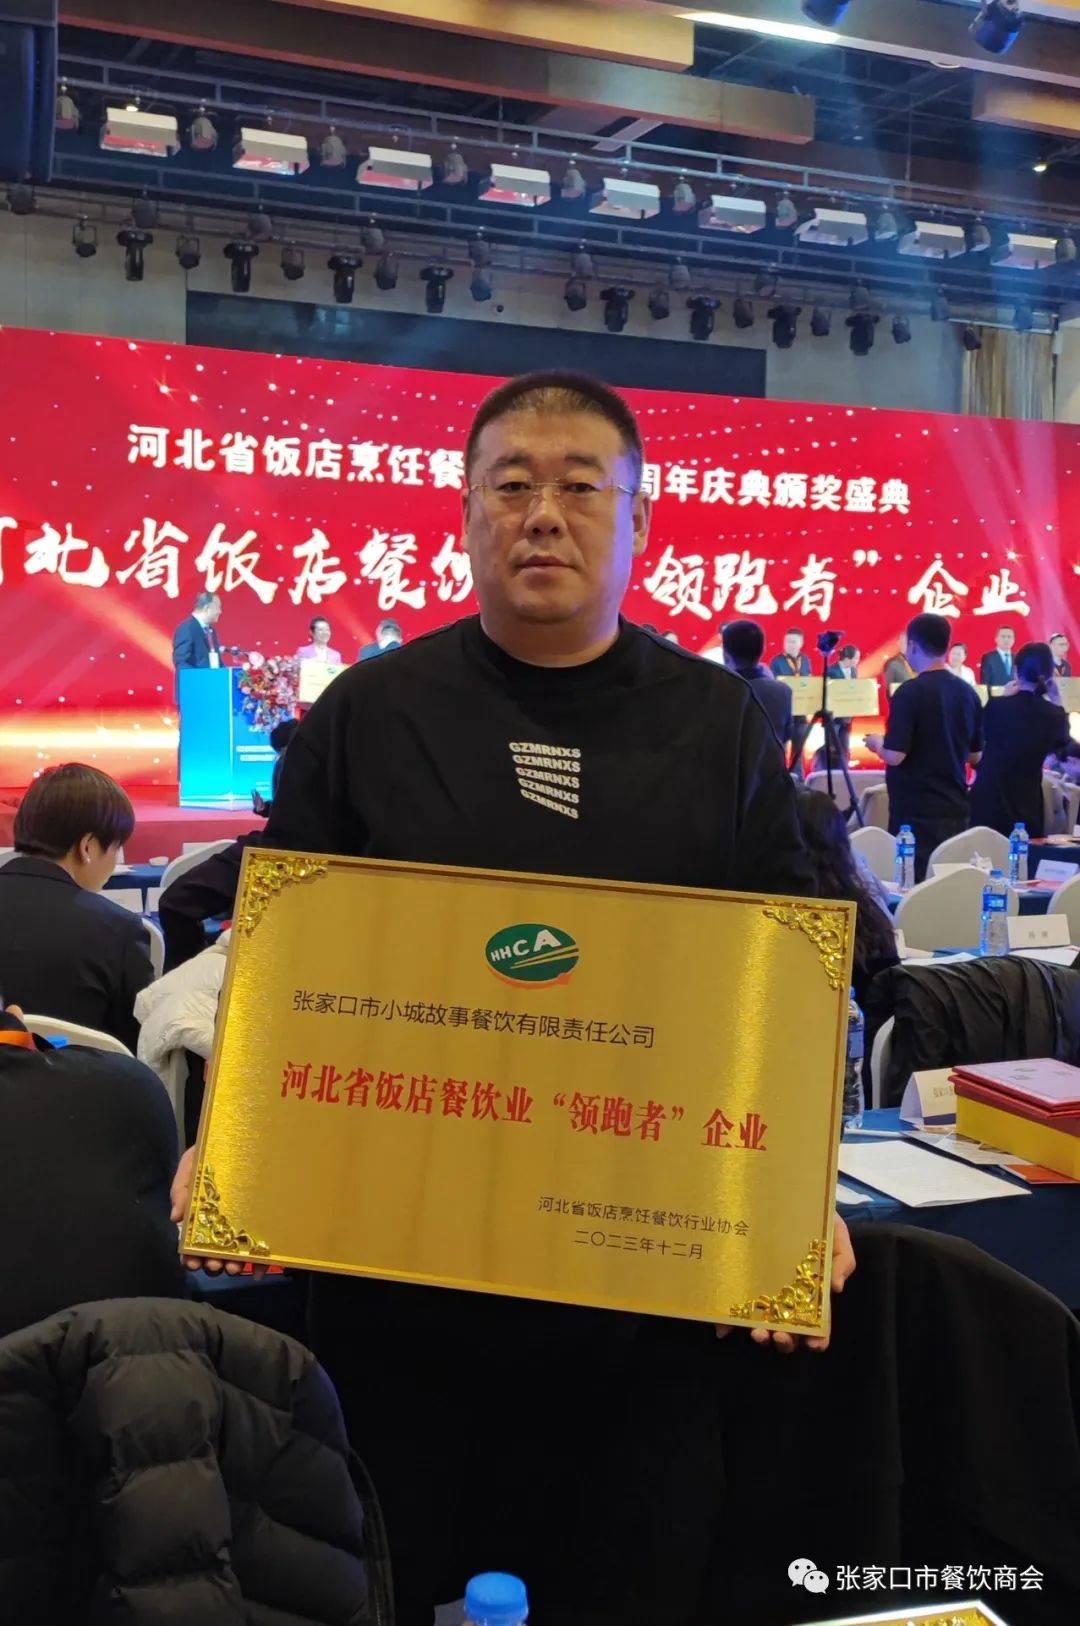 河北省饭店烹饪餐
周年庆典颁奖盛典
河北省饭店餐饮
领跑者”企业
GZMRNXS
GZMRNXS
GZMRNXS
GZMRNXS
GZMRNXS
HHCA
张家口市小城故事餐饮有限责任公司
河北省饭店餐饮业“领跑者”企业
河北省饭店烹饪餐饮行业协会
二〇二三年十二月
张家口市餐饮商会